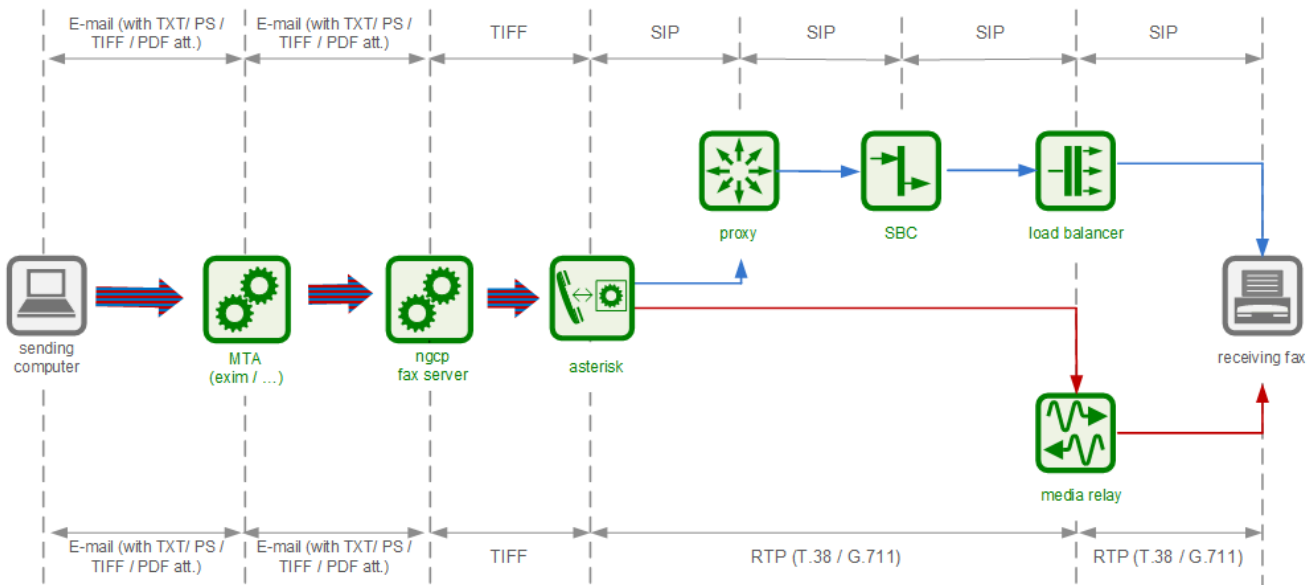 E-mail (with TXT/ PS /
TIFF / PDF att.)
E-mail (with TXT/ PS /
TIFF / PDF att.)
TIFF
SIP
SIP
SIP
SIP
proxy
SBC
load balancer
sending
computer
MTA
(exim / ...)
ngcp
fax server
asterisk
receiving fax
media relay
E-mail (with TXT/ PS /
TIFF / PDF att.)
E-mail (with TXT/ PS /
TIFF / PDF att.)
TIFF
RTP (T.38 / G.711)
RTP (T.38 / G.711)